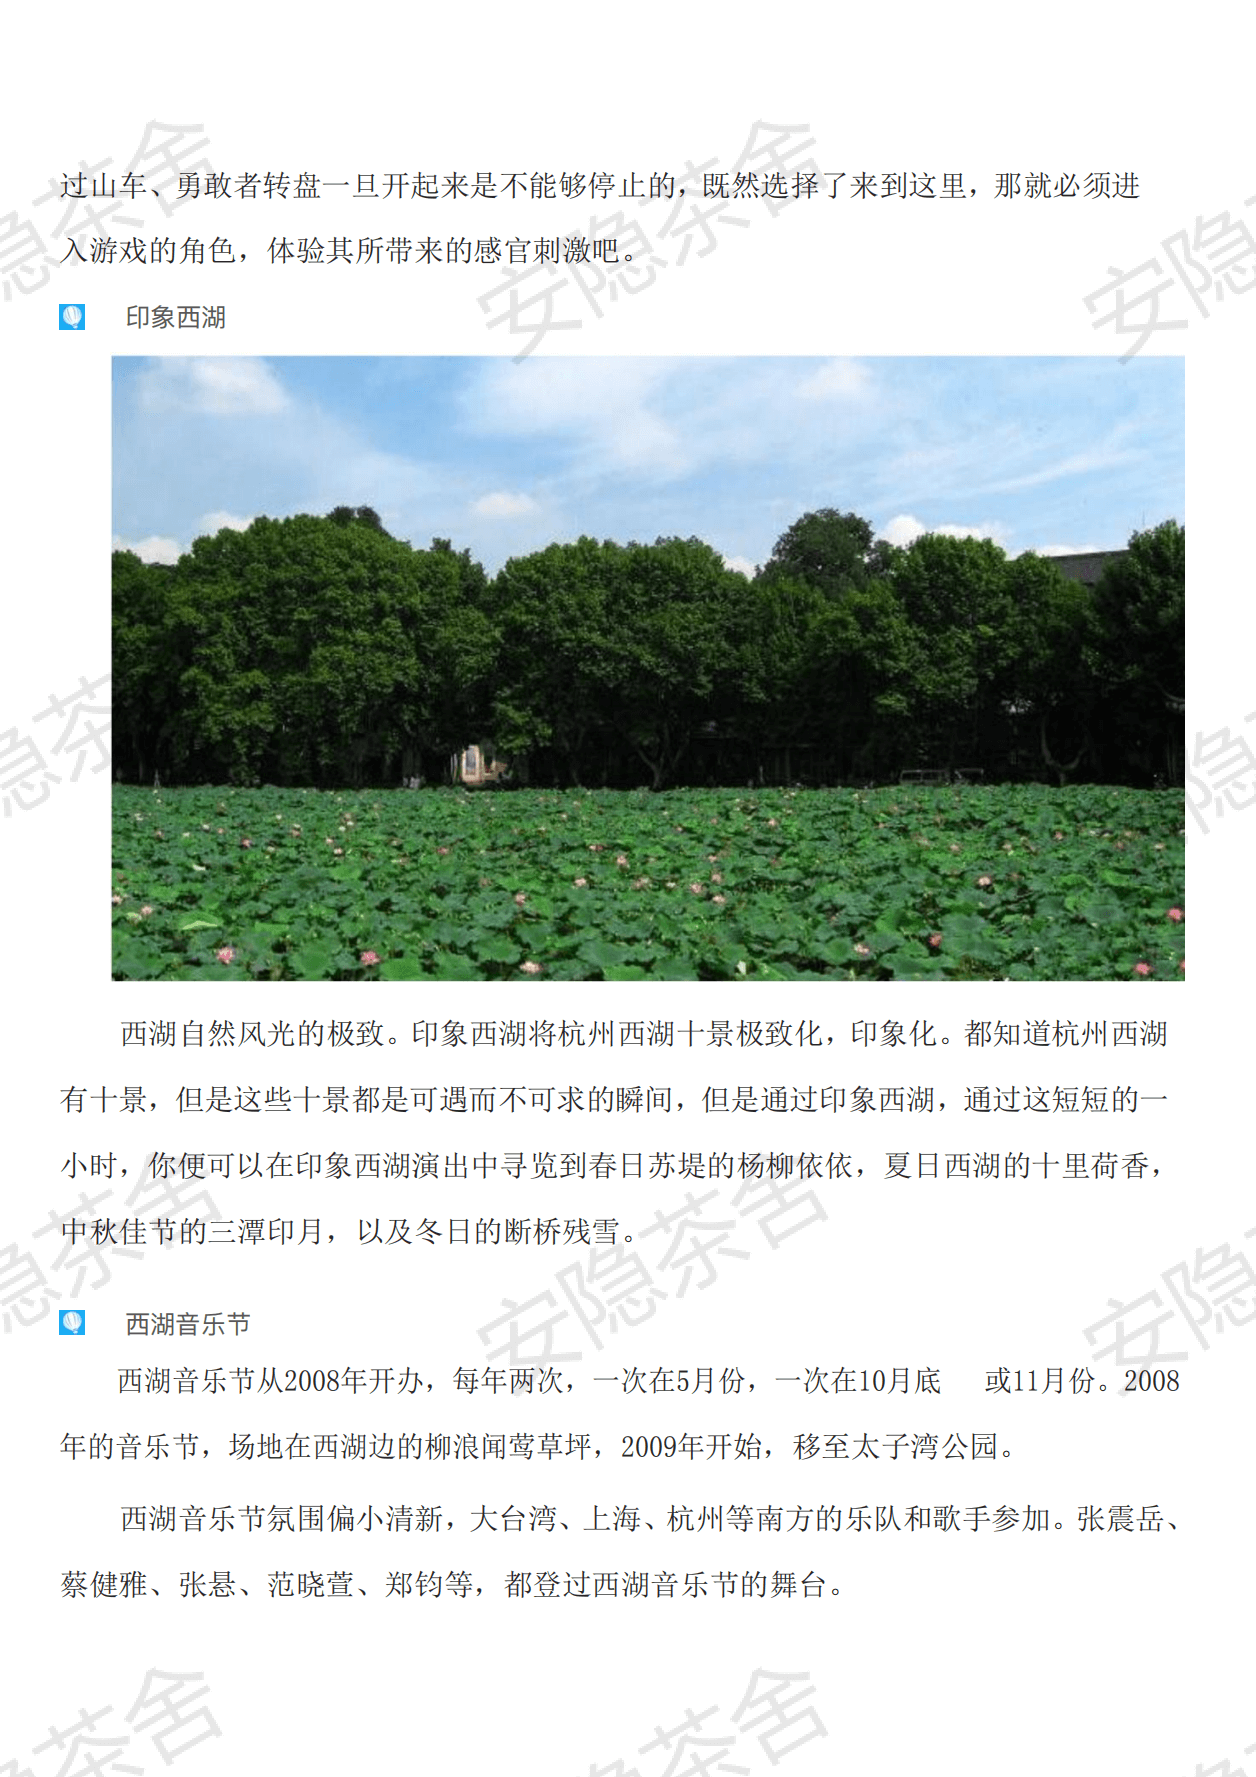 过山车、勇敢者转盘一旦开起来是不能够停止的，既然选择了来到这里，那就必须进
入游戏的角色，体验其所带来的感官刺激吧。
印象西湖
西湖自然风光的极致。印象西湖将杭州西湖十景极致化，印象化。都知道杭州西湖
有十景，但是这些十景都是可遇而不可求的瞬间，但是通过印象西湖，通过这短短的一
小时，你便可以在印象西湖演出中寻览到春日苏堤的杨柳依依，夏日西湖的十里荷香，
中秋佳节的三潭印月，以及冬日的断桥残雪。
西湖音乐节
西湖音乐节从2008年开办，每年两次，一次在5月份，一次在10月底 或11月份。2008
年的音乐节，场地在西湖边的柳浪闻莺草坪，2009年开始，移至太子湾公园。
西湖音乐节氛围偏小清新，大台湾、上海、杭州等南方的乐队和歌手参加。张震岳、
蔡健雅、张悬、范晓萱、郑钧等，都登过西湖音乐节的舞台。
安隐茶舍